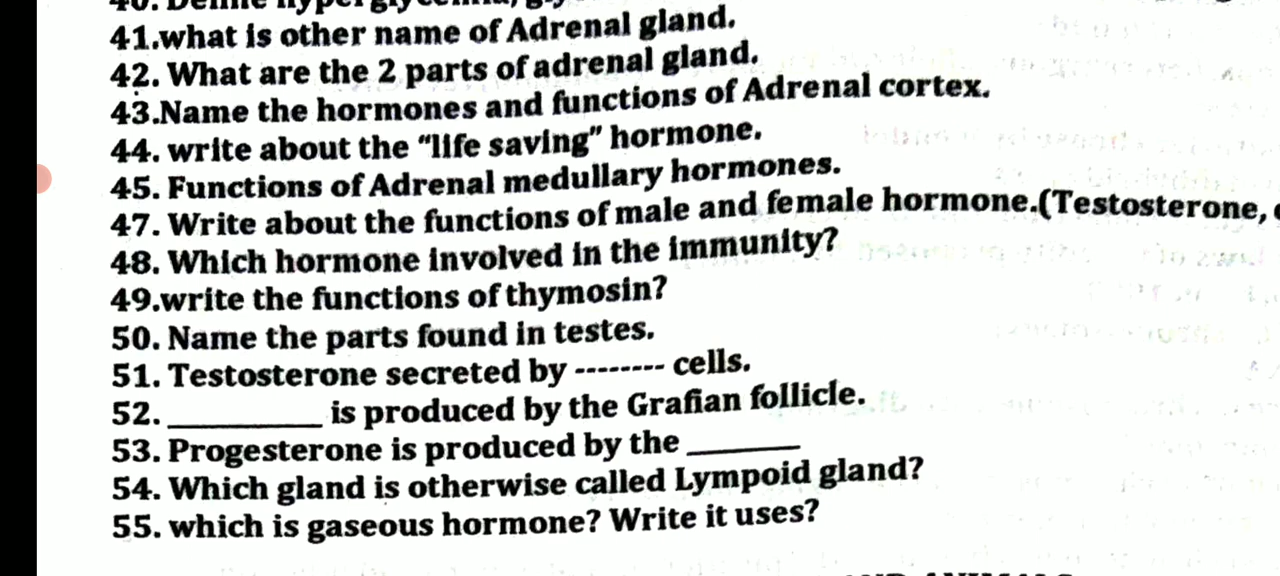 40. Define
41.what is other name of Adrenal gland.
42. What are the 2 parts of adrenal gland.
43.Name the hormones and functions of Adrenal cortex.
44. write about the “life saving” hormone.
45. Functions of Adrenal medullary hormones.
47. Write about the functions of male and female hormone.(Testosterone,
48. Which hormone involved in the immunity?
49.write the functions of thymosin?
50. Name the parts found in testes.
51. Testosterone secreted by -------- cells.
52. __________ is produced by the Grafian follicle.
53. Progesterone is produced by the _______
54. Which gland is otherwise called Lympoid gland?
55. which is gaseous hormone? Write it uses?